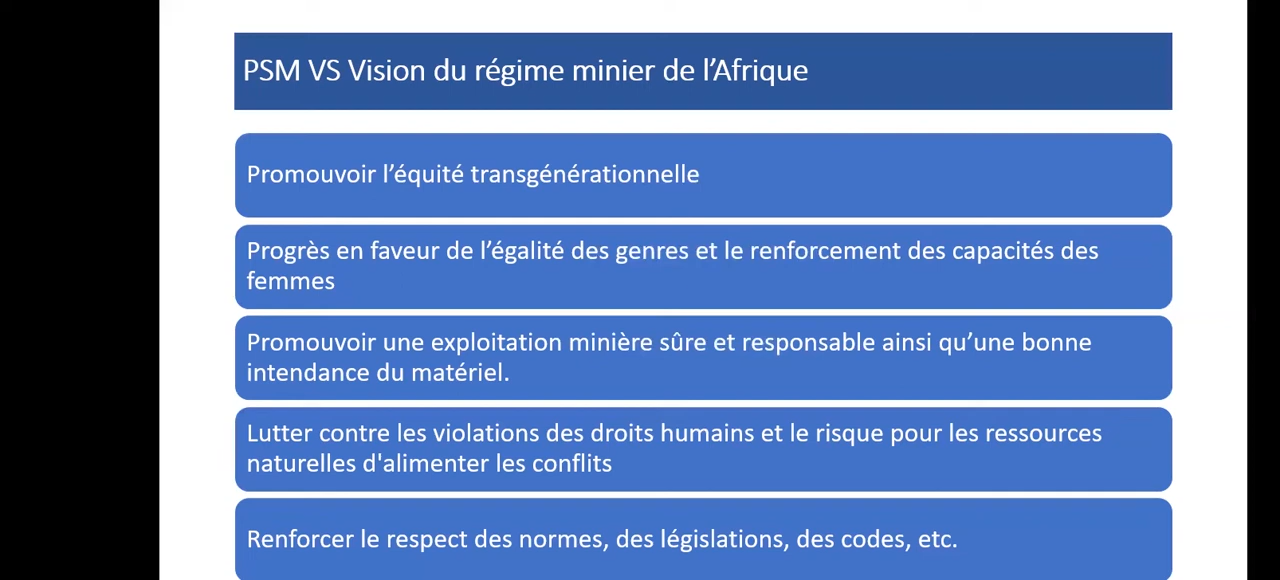 PSM VS Vision du régime minier de l’Afrique
Promouvoir l’équité transgénérationnelle
Progrès en faveur de l’égalité des genres et le renforcement des capacités des
femmes
Promouvoir une exploitation minière sûre et responsable ainsi qu’une bonne
intendance du matériel.
Lutter contre les violations des droits humains et le risque pour les ressources
naturelles d'alimenter les conflits
Renforcer le respect des normes, des législations, des codes, etc.